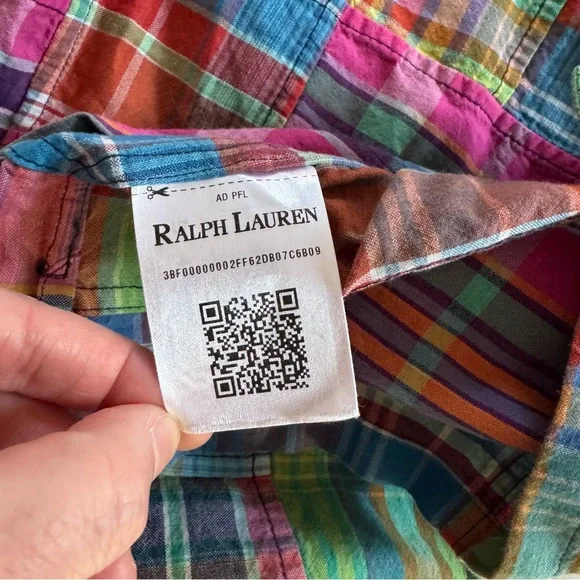 AD PFL
RALPH LAUREN
3BF00000002FF62DB07C6B09